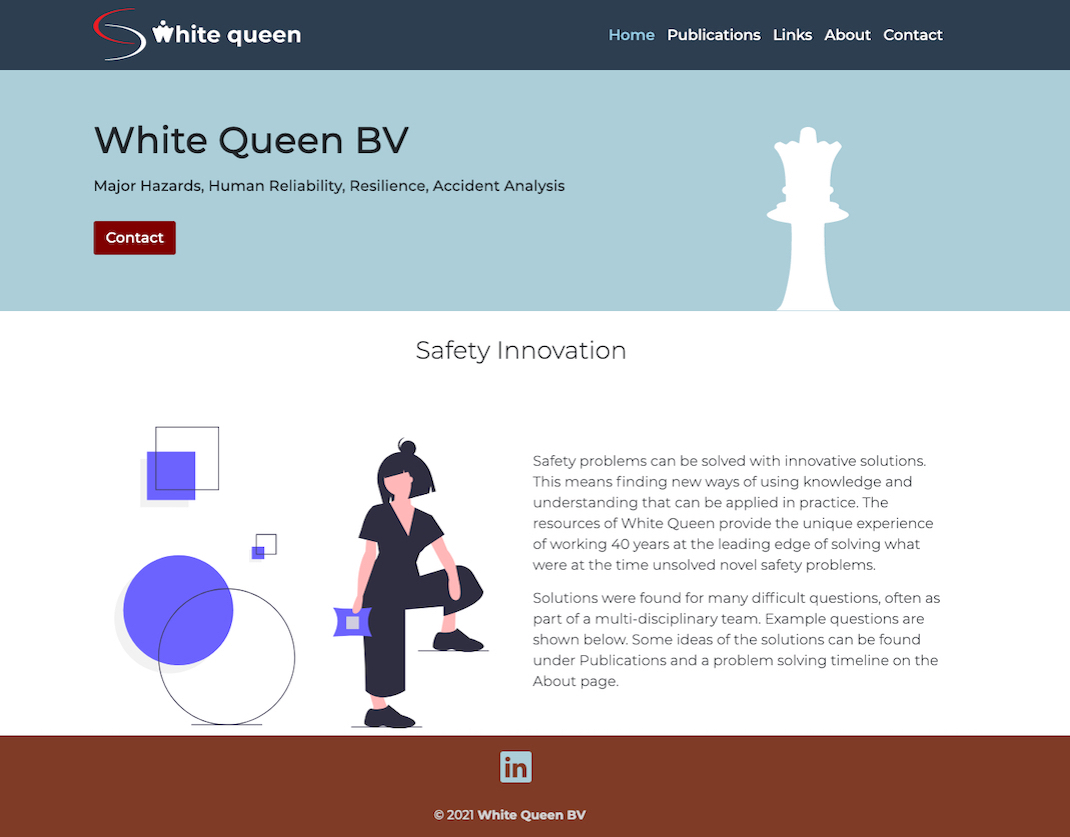 White queen
Home Publications Links About Contact
White Queen BV
Major Hazards, Human Reliability, Resilience, Accident Analysis
Contact
Safety Innovation
Safety problems can be solved with innovative solutions.
This means finding new ways of using knowledge and
understanding that can be applied in practice. The
resources of White Queen provide the unique experience
of working 40 years at the leading edge of solving what
were at the time unsolved novel safety problems.
Solutions were found for many difficult questions, often as
part of a multi-disciplinary team. Example questions are
shown below. Some ideas of the solutions can be found
under Publications and a problem solving timeline on the
About page.
in
© 2021 White Queen BV